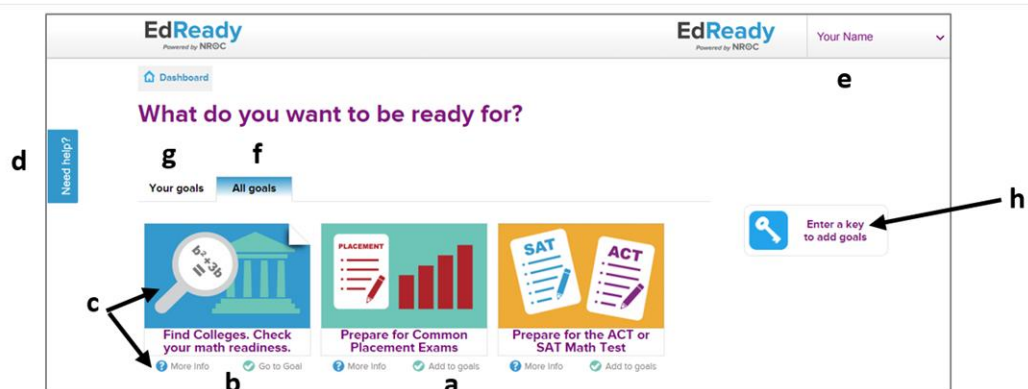 EdReady
Powered by NROC
EdReady
Powered by NROC
Your Name
e
Dashboard
What do you want to be ready for?
d
Need help?
g
f
Your goals
All goals
h
Enter a key
to add goals
b²+3b
=
PLACEMENT
SAT
ACT
c
Find Colleges. Check
your math readiness.
Prepare for Common
Placement Exams
Prepare for the ACT or
SAT Math Test
? More Info
Go to Goal
? More Info
Add to goals
? More Info
Add to goals
b
a